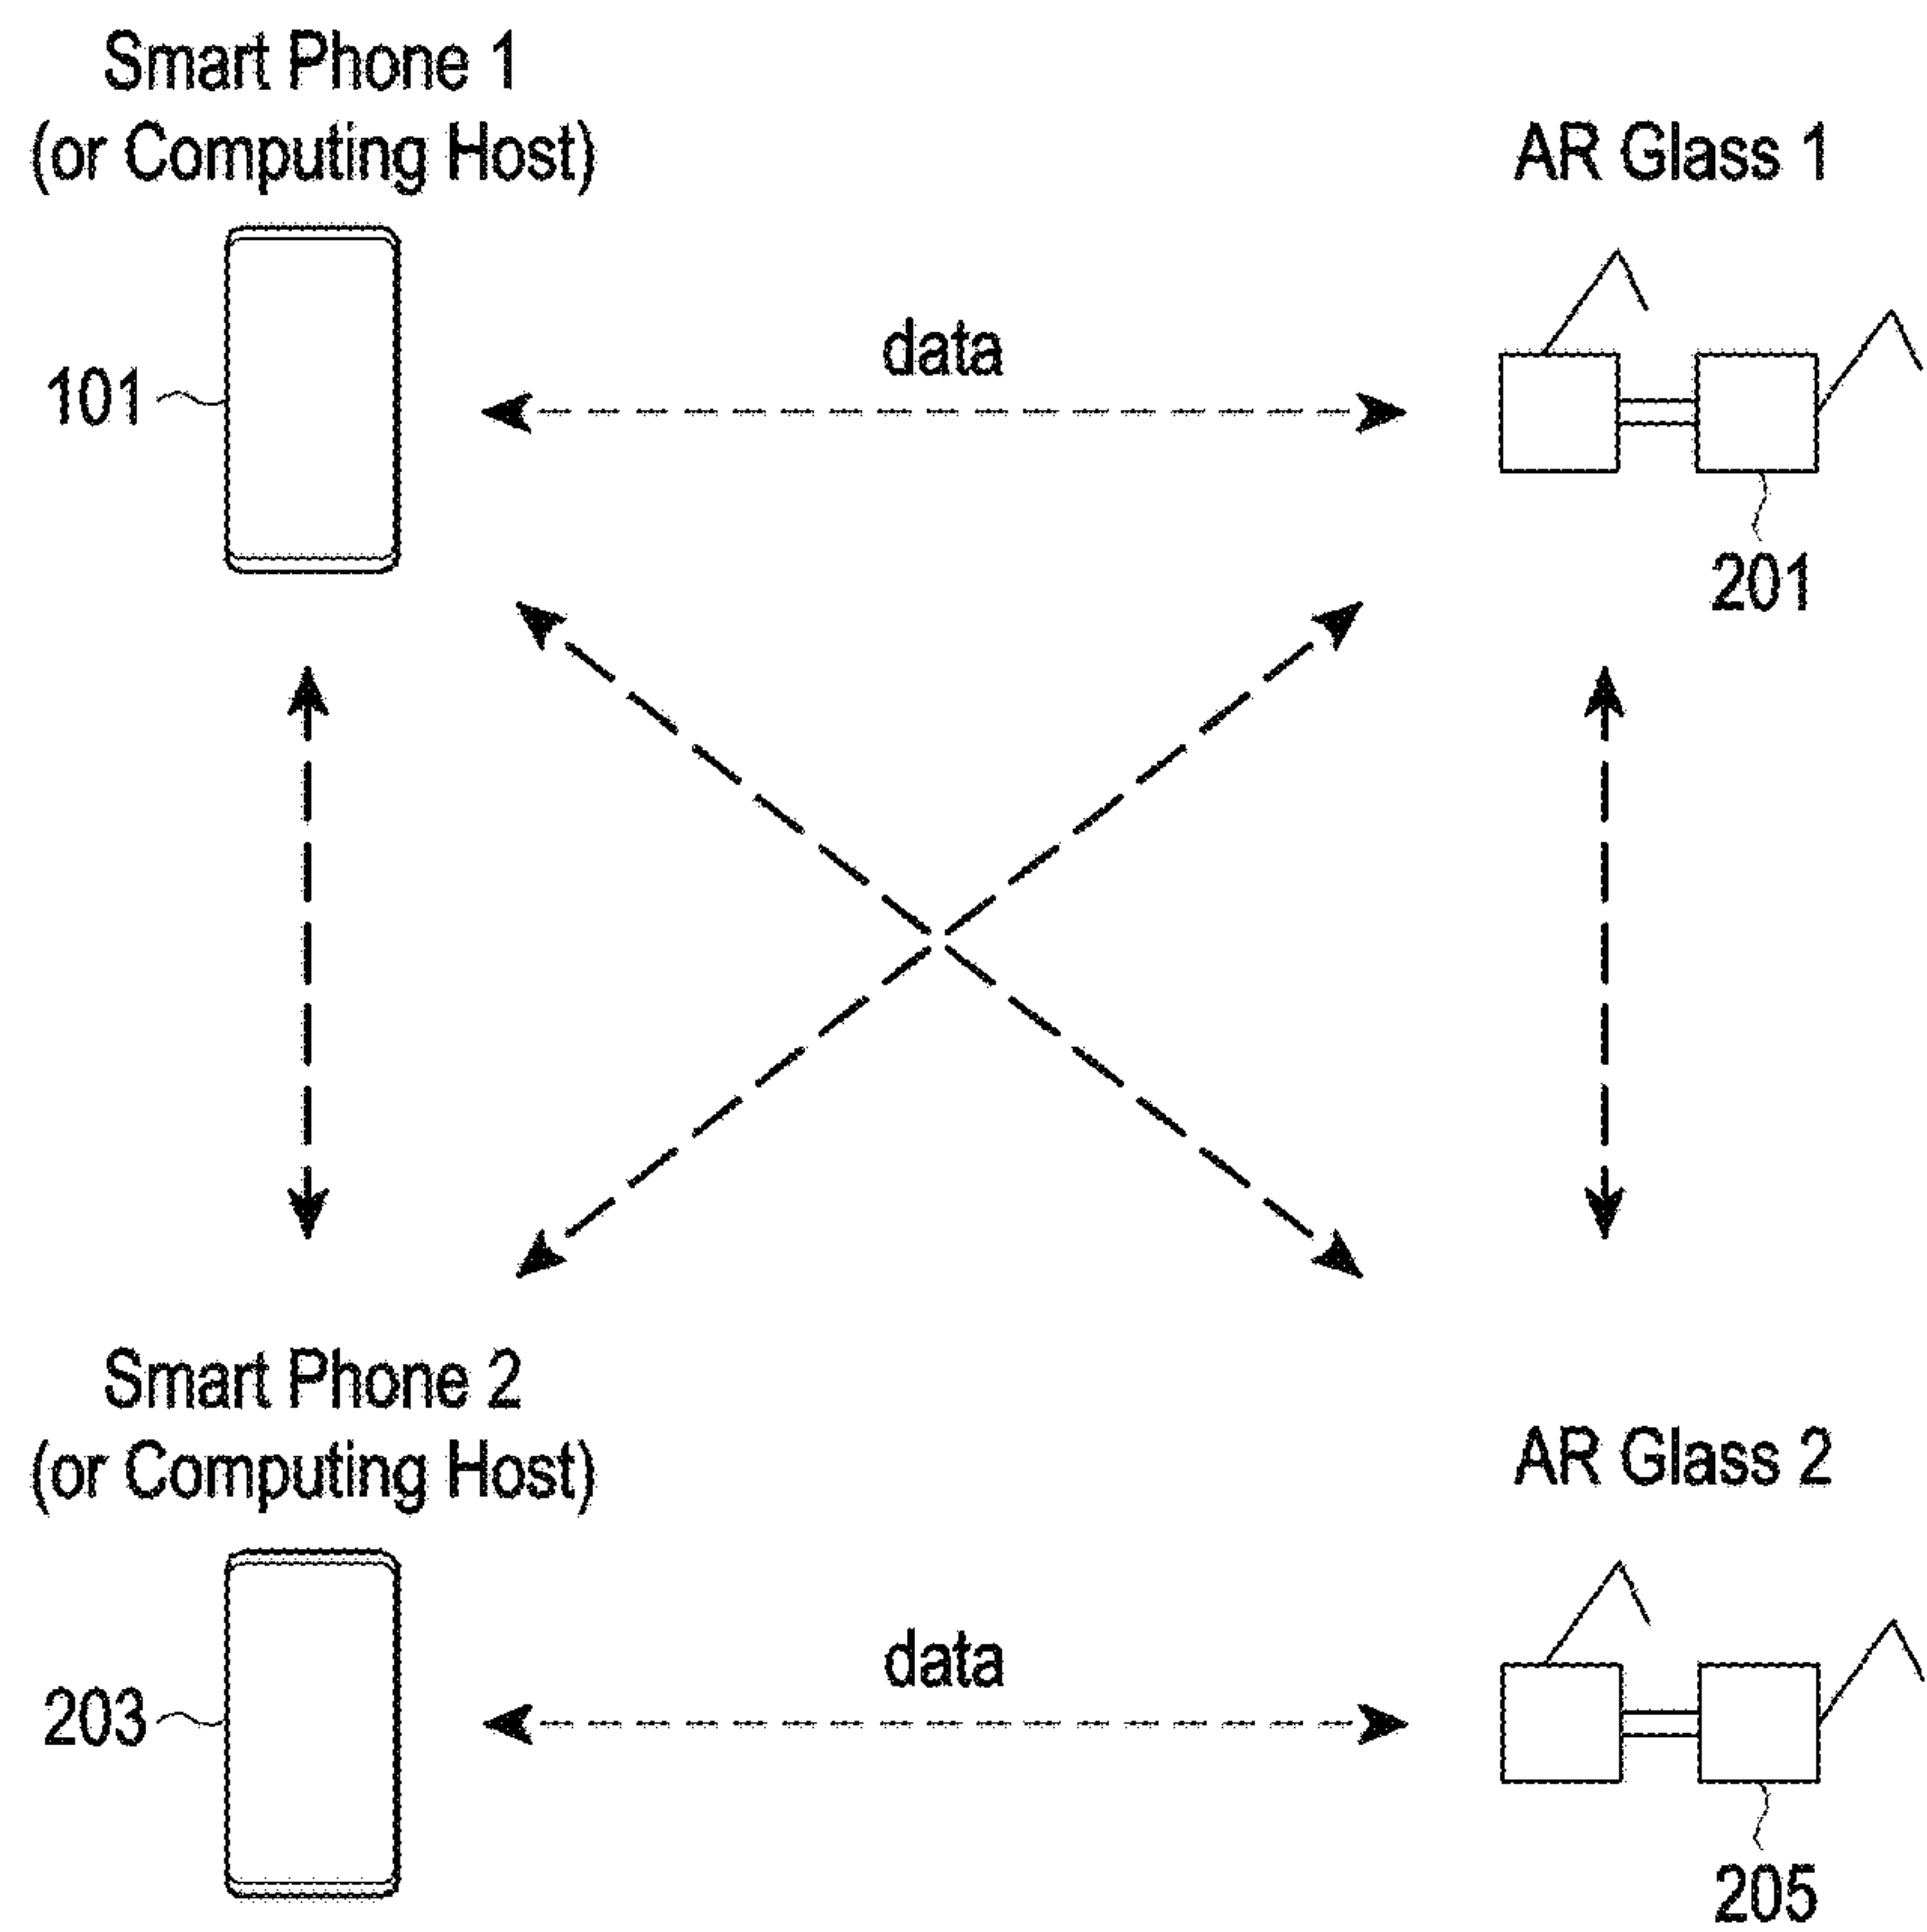 Smart Phone 1
(or Computing Host)
AR Glass 1
101
data
201
Smart Phone 2
(or Computing Host)
AR Glass 2
203
data
205